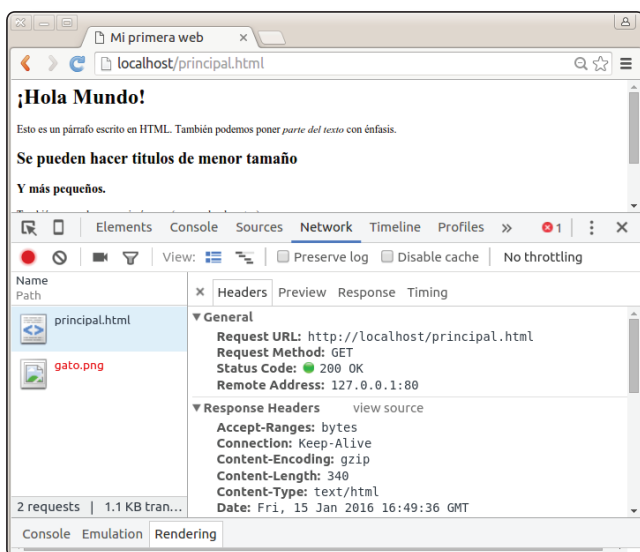 Mi primera web
localhost/principal.html
¡Hola Mundo!
Esto es un párrafo escrito en HTML. También podemos poner parte del texto con énfasis.
Se pueden hacer titulos de menor tamaño
Y más pequeños.
Elements Console Sources Network Timeline Profiles » 1
View: Preserve log Disable cache No throttling
Name
Path
Headers Preview Response Timing
principal.html
gato.png
General
Request URL: http://localhost/principal.html
Request Method: GET
Status Code: 200 OK
Remote Address: 127.0.0.1:80
Response Headers view source
Accept-Ranges: bytes
Connection: Keep-Alive
Content-Encoding: gzip
Content-Length: 340
Content-Type: text/html
Date: Fri, 15 Jan 2016 16:49:36 GMT
2 requests | 1.1 KB tran...
Console Emulation Rendering